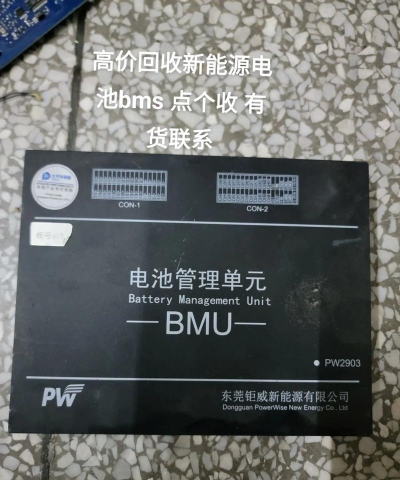 高价回收新能源电
池bms 点个收 有
货联系
CON-1
CON-2
电池管理单元
Battery Management Unit
BMU
PW2903
PW
东莞钜威新能源有限公司
Dongguan PowerWise New Energy Co., Ltd